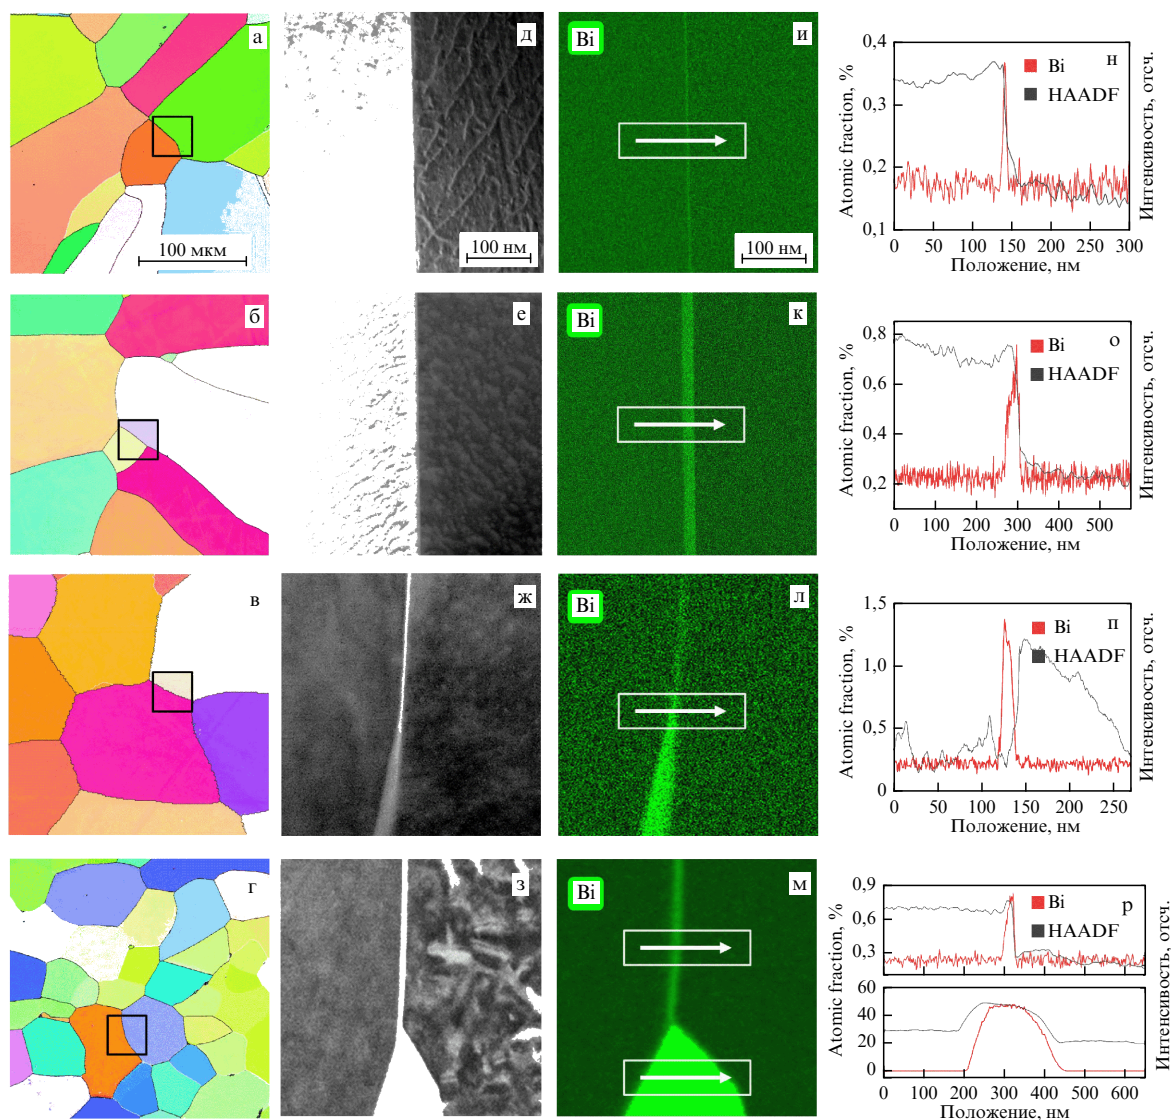 а
100 мкм
д
100 нм
Bi
и
100 нм
Atomic fraction, %
0,4
0,3
0,2
0,1
н
Bi
HAADF
0 50 100 150 200 250 300
Положение, нм
Интенсивность, отсч.
б
е
Bi
к
Atomic fraction, %
0,8
0,6
0,4
0,2
о
Bi
HAADF
0 100 200 300 400 500
Положение, нм
Интенсивность, отсч.
в
ж
Bi
л
Atomic fraction, %
1,5
1,0
0,5
0
п
Bi
HAADF
0 50 100 150 200 250
Положение, нм
Интенсивность, отсч.
г
з
Bi
м
Atomic fraction, %
0,9
0,6
0,3
р
Bi
HAADF
60
40
20
0
0 100 200 300 400 500 600
Положение, нм
Интенсивность, отсч.